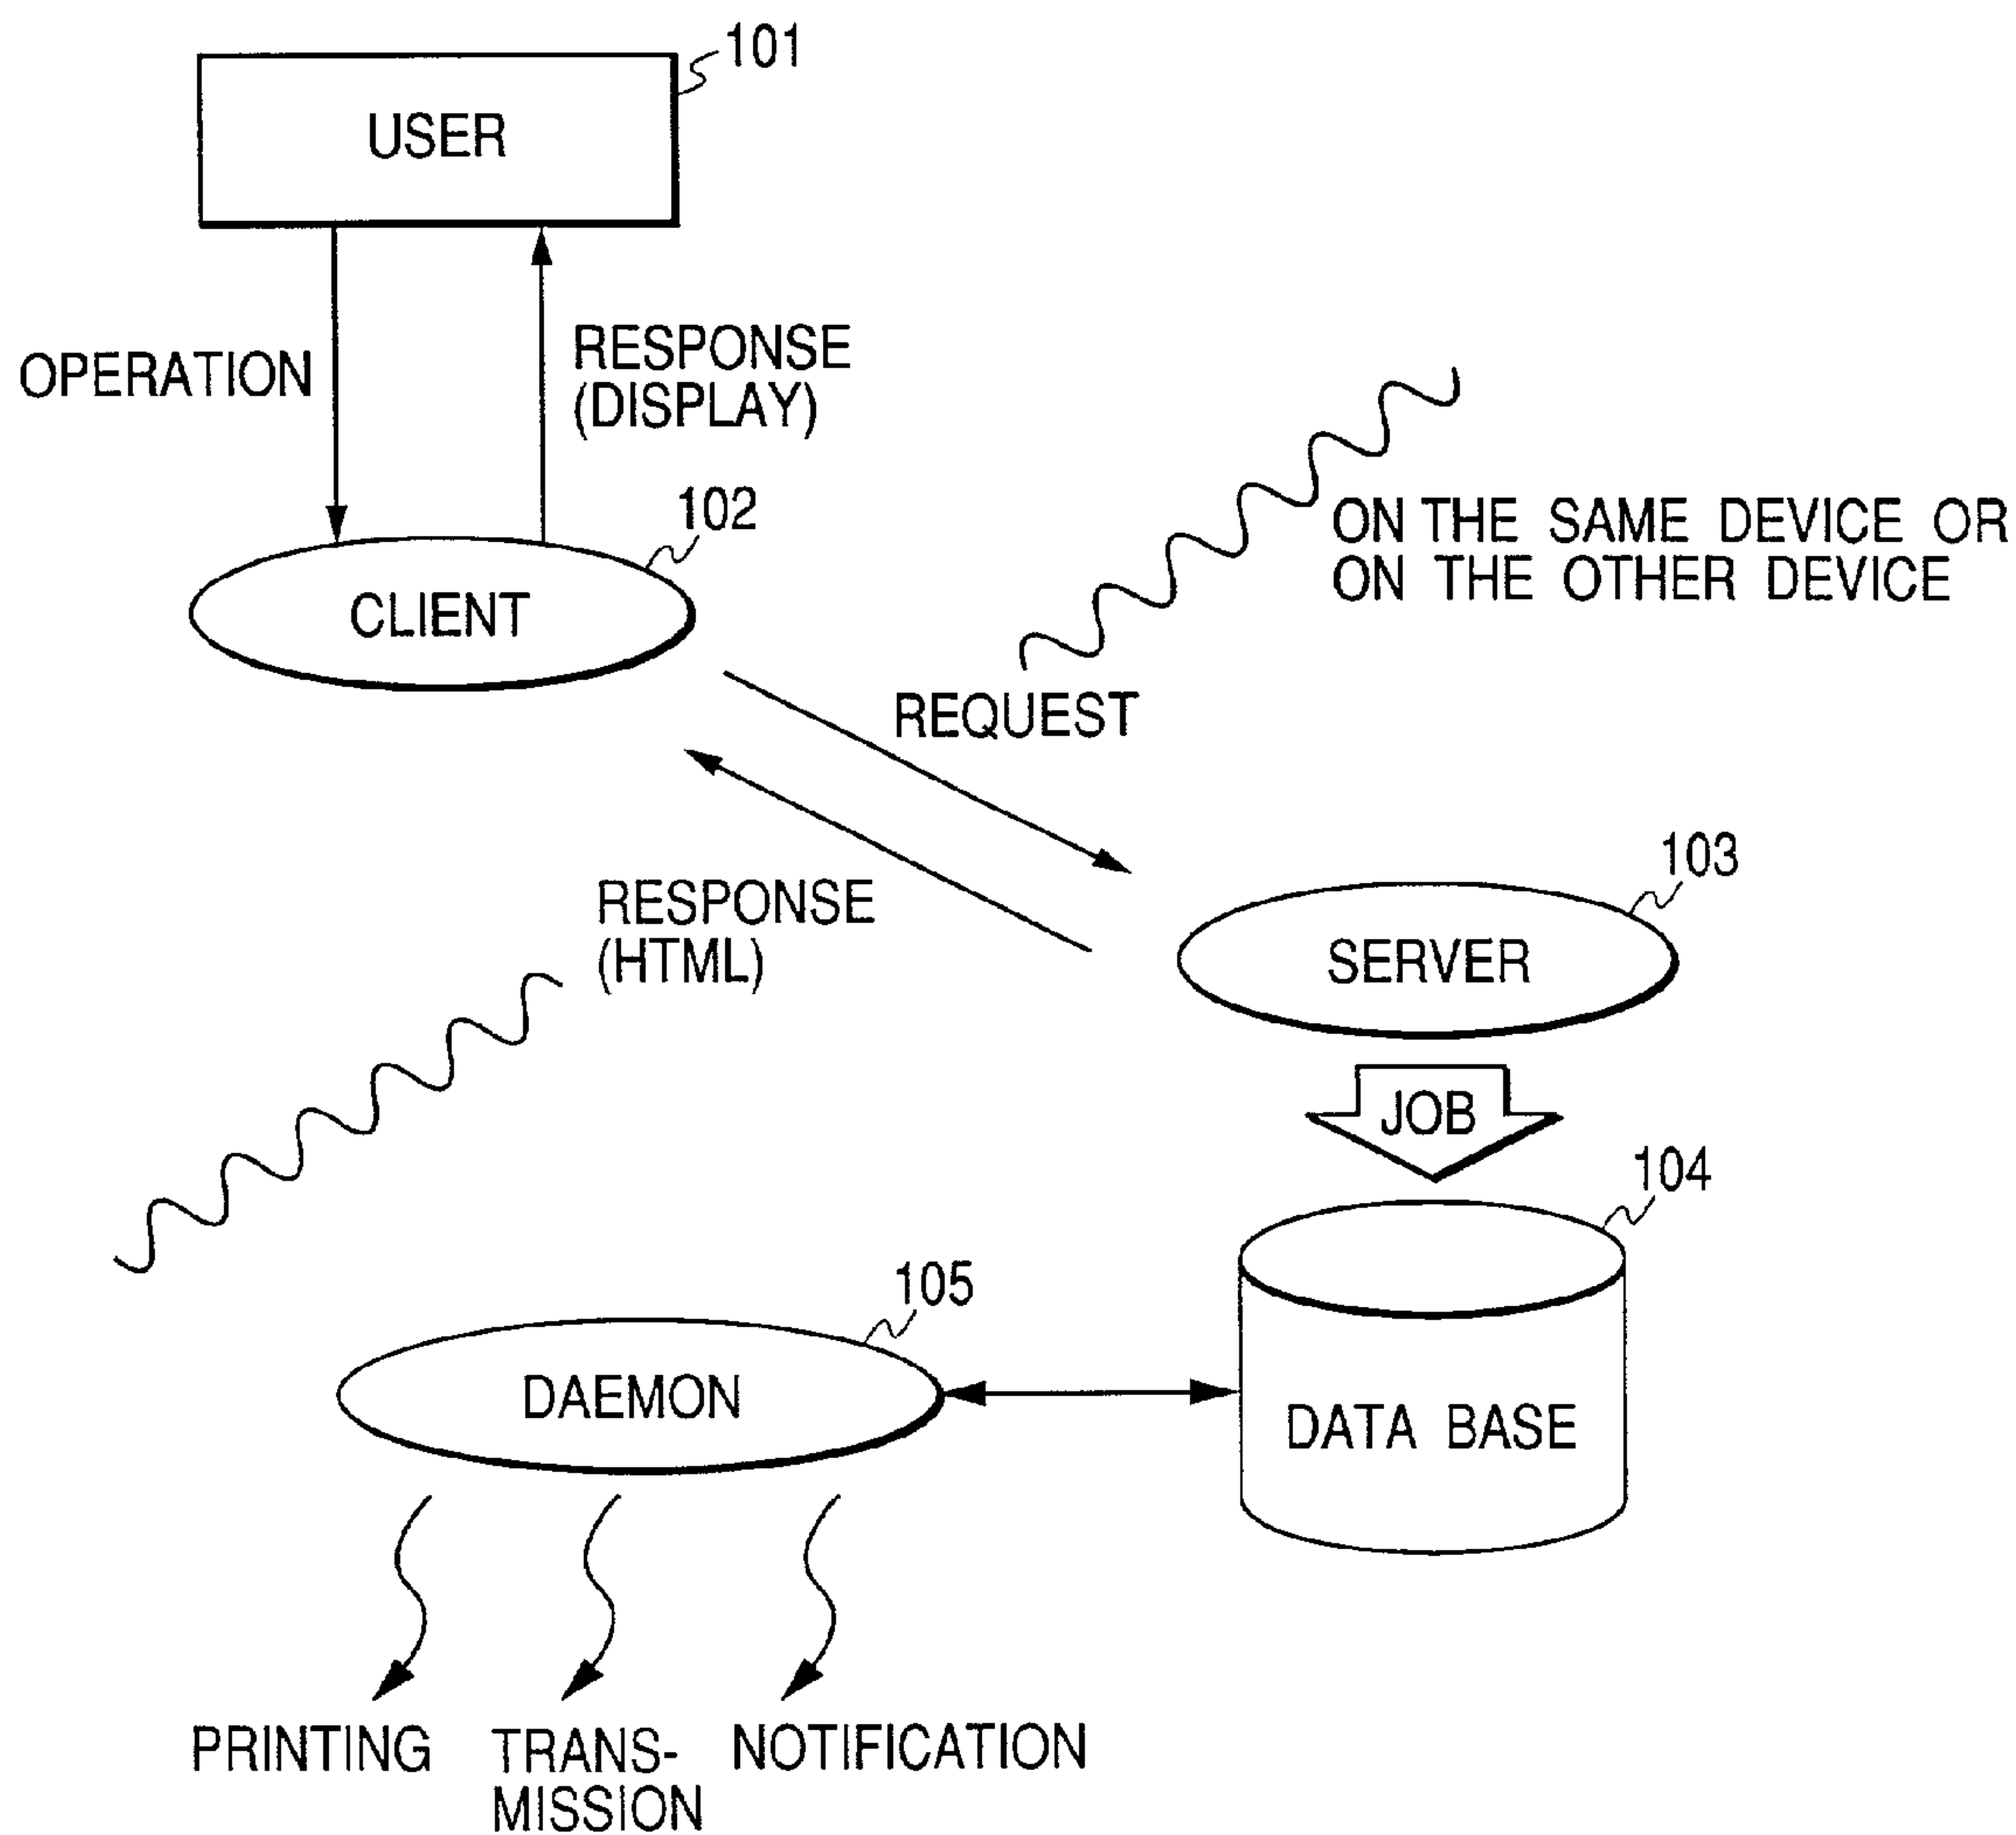 101
USER
OPERATION
RESPONSE
(DISPLAY)
102
CLIENT
ON THE SAME DEVICE OR
ON THE OTHER DEVICE
REQUEST
RESPONSE
(HTML)
103
SERVER
JOB
104
DATA BASE
105
DAEMON
PRINTING
TRANS-
MISSION
NOTIFICATION